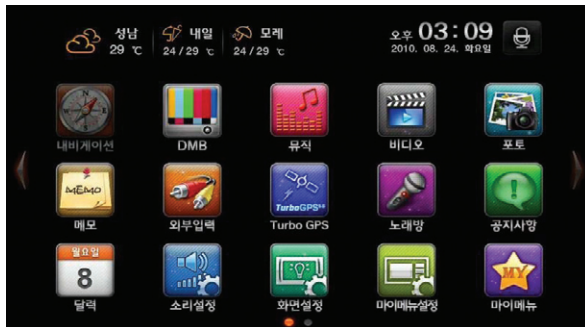 성남 내일 모레
29 ℃ 24/29 ℃ 24/29 ℃
오후 03:09
2010. 08. 24. 화요일
내비게이션 DMB 뮤직 비디오 포토
MEMO
TurboGPS
메모 외부입력 Turbo GPS 노래방 공지사항
월요일
8
MY
달력 소리설정 화면설정 마이메뉴설정 마이메뉴